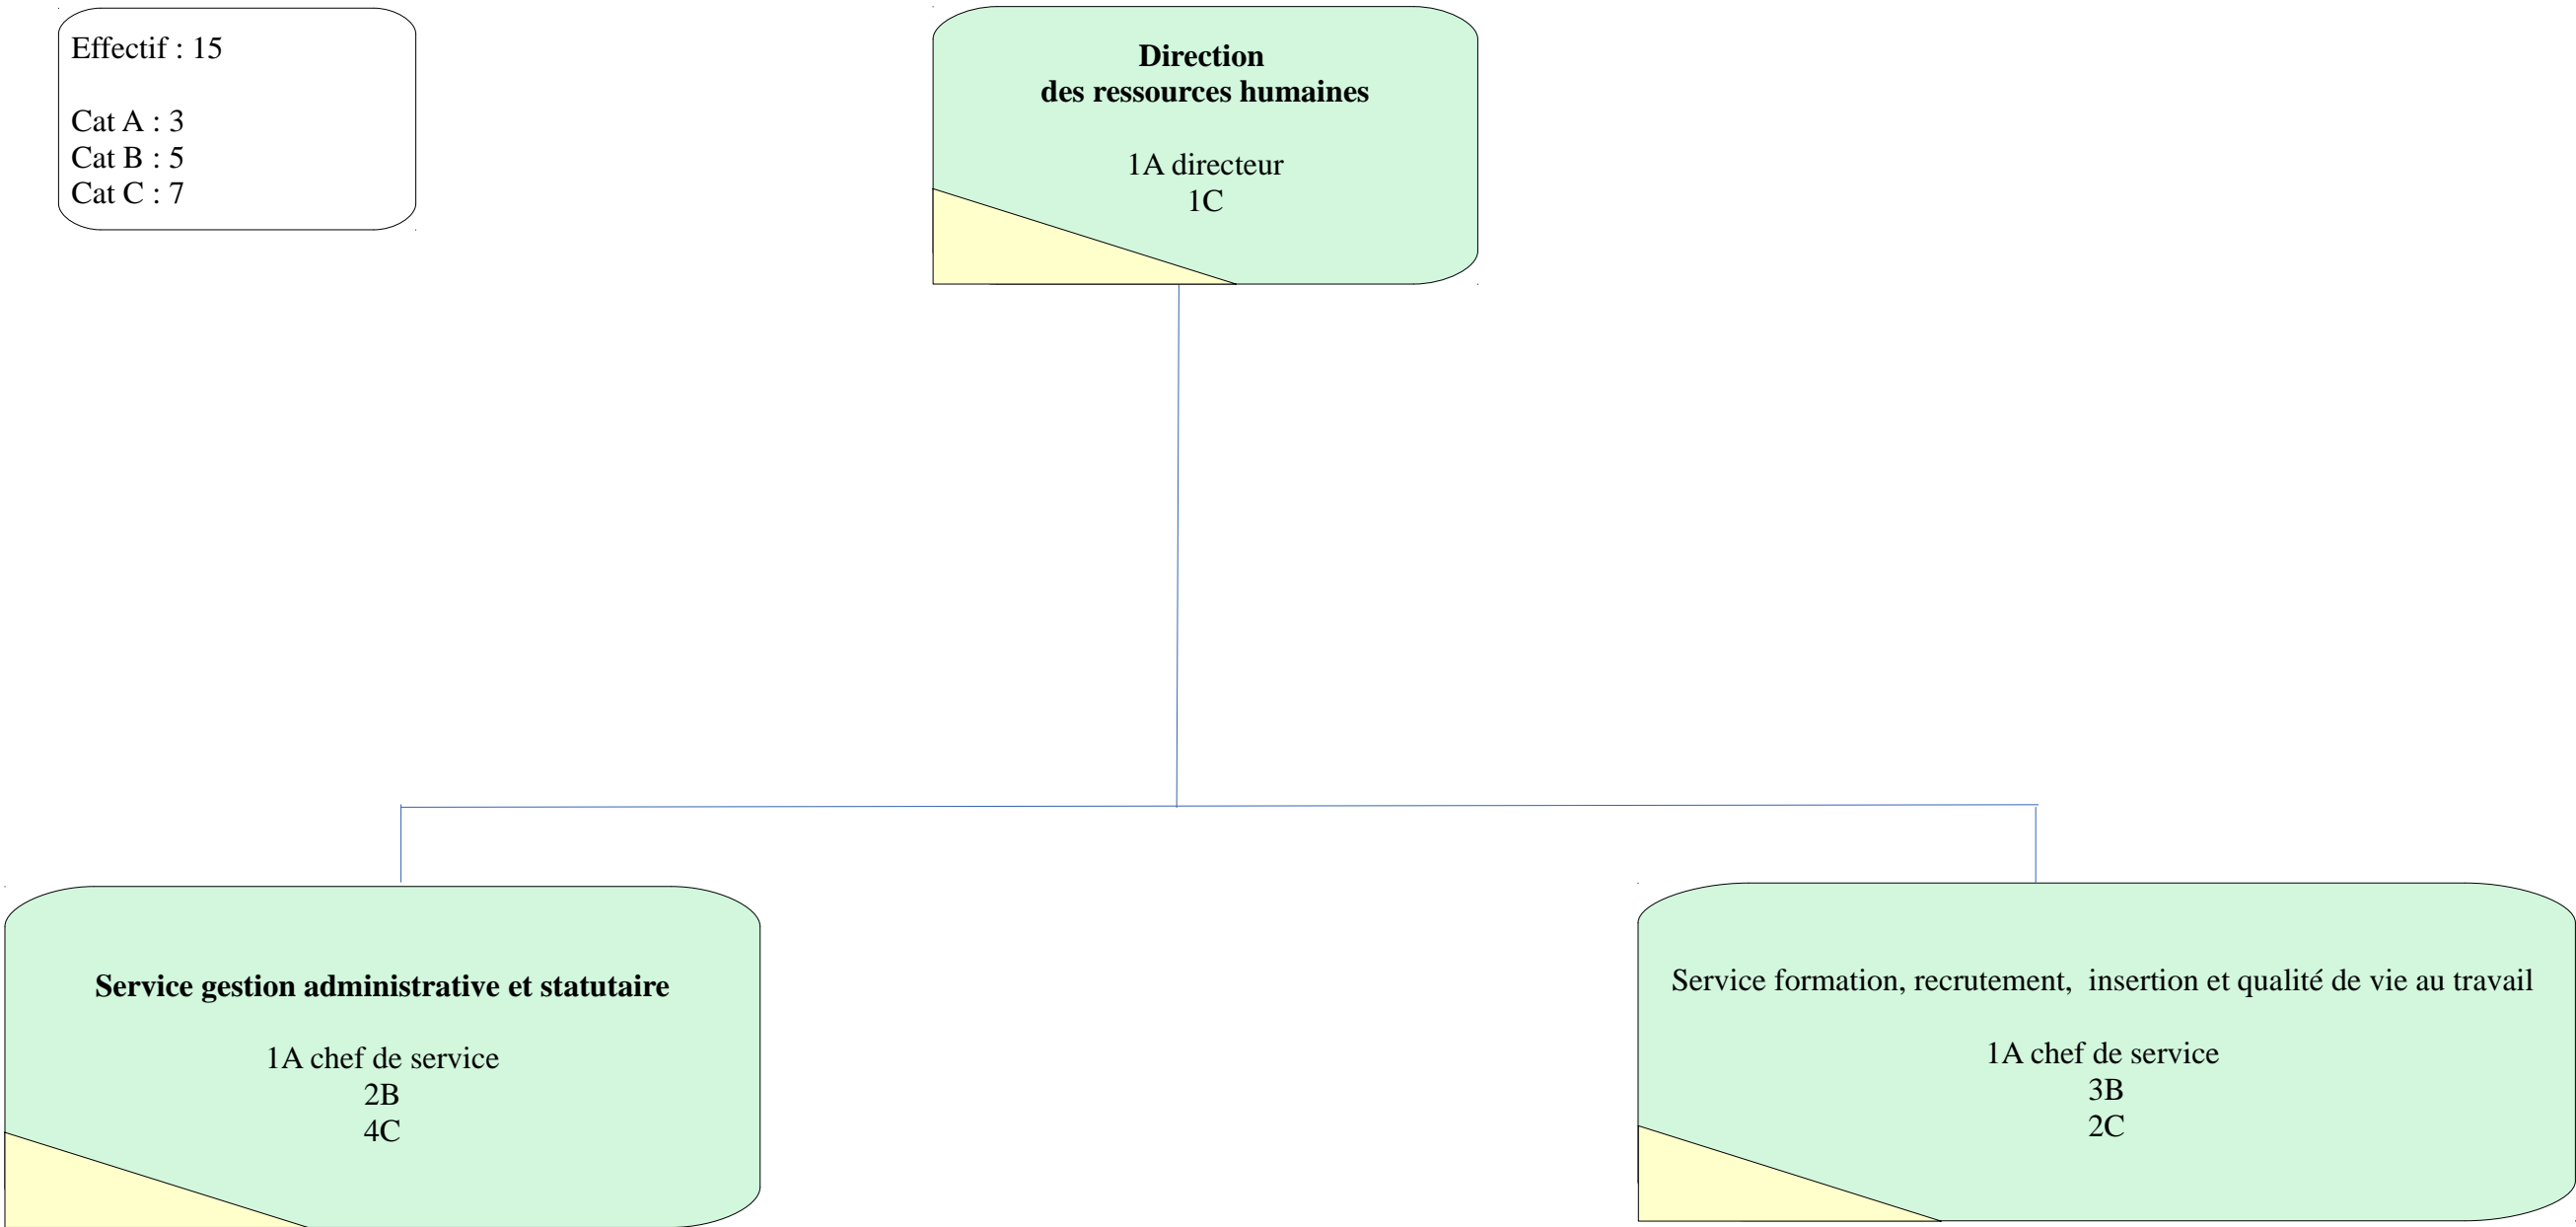 Effectif : 15
Cat A : 3
Cat B : 5
Cat C : 7
Direction
des ressources humaines
1A directeur
1C
Service gestion administrative et statutaire
1A chef de service
2B
4C
Service formation, recrutement,  insertion et qualité de vie au travail
1A chef de service
3B
2C